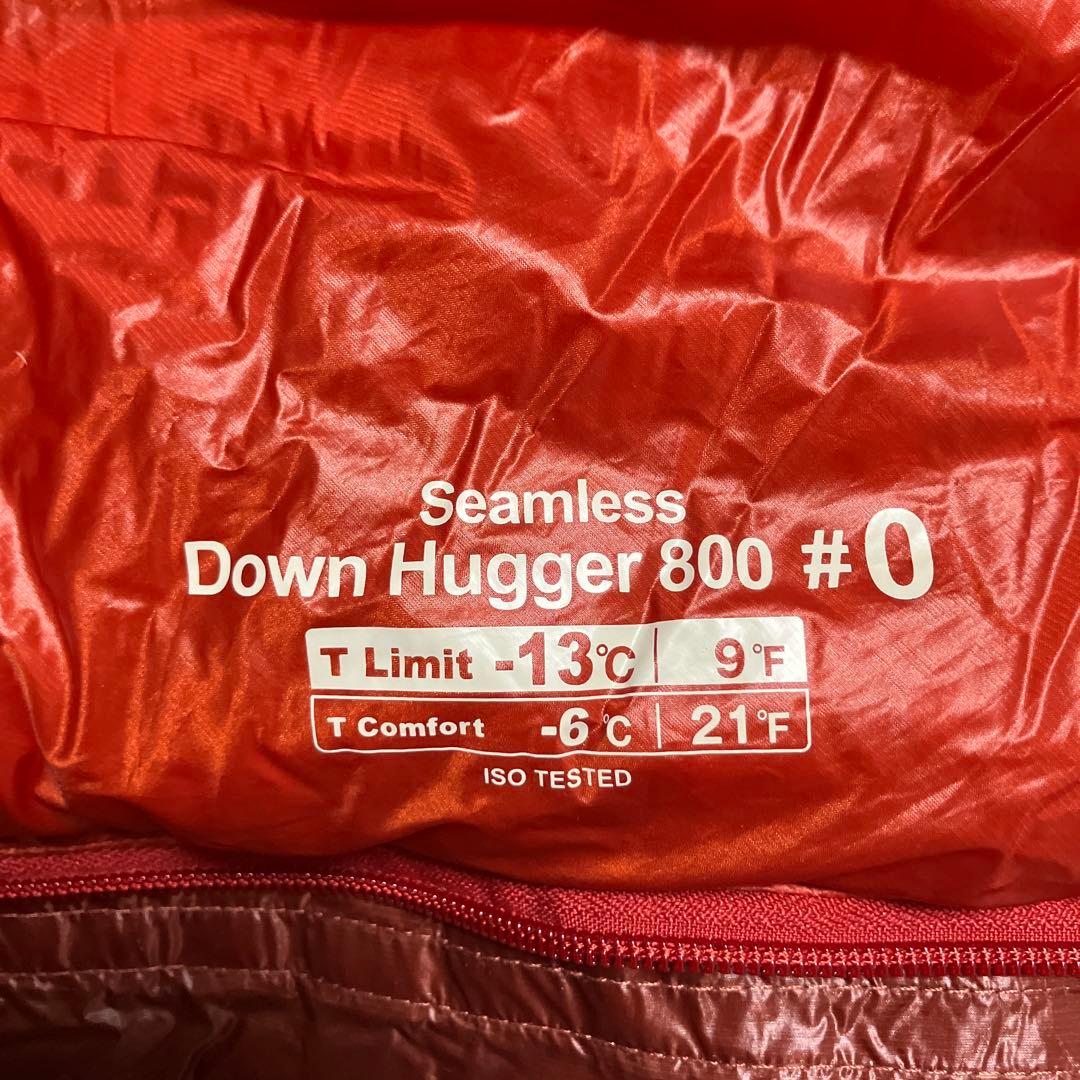 Seamless
Down Hugger 800 #0
T Limit -13℃ 9°F
T Comfort -6℃ 21°F
ISO TESTED